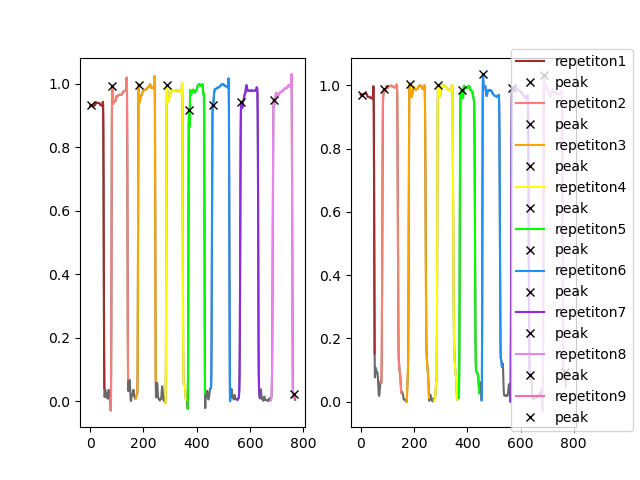 1.0
0.8
0.6
0.4
0.2
0.0
0
200
400
600
800
1.0
0.8
0.6
0.4
0.2
0.0
0
200
400
600
800
repetiton1
peak
repetiton2
peak
repetiton3
peak
repetiton4
peak
repetiton5
peak
repetiton6
peak
repetiton7
peak
repetiton8
peak
repetiton9
peak